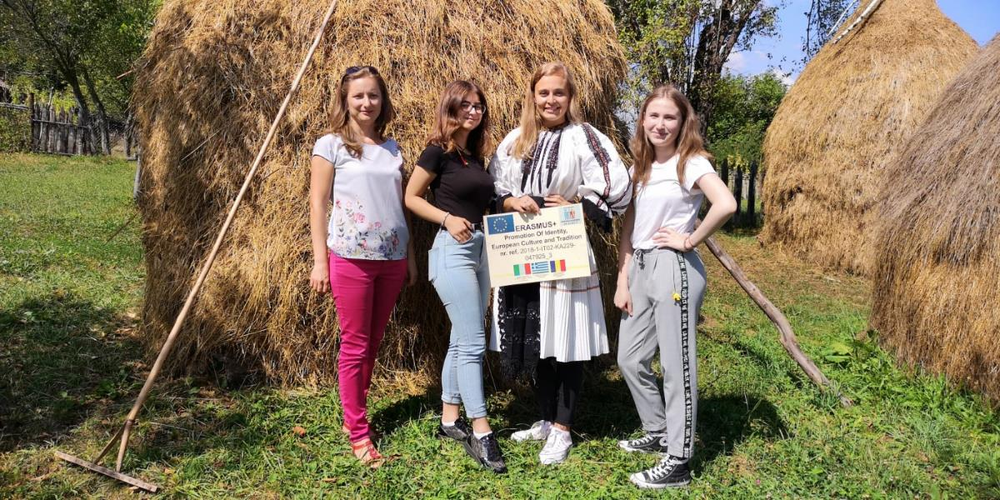 ERASMUS+
Promotion Of Identity,
European Culture and Tradition
nr. ref. 2018-1-IT02-KA229-
047925_3